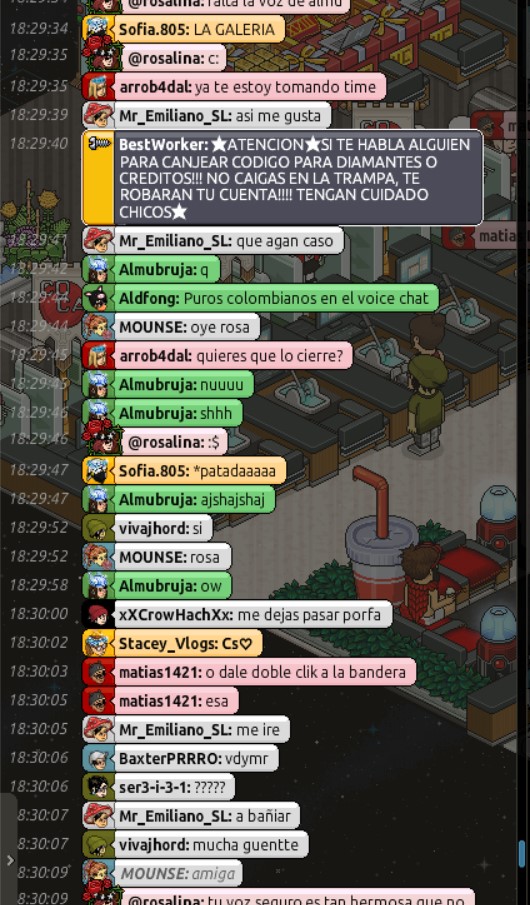 @rosalina: falta la voz de almu
18:29:34 Sofia.805: LA GALERIA
18:29:35 @rosalina: c:
18:29:35 arrob4dal: ya te estoy tomando time
18:29:39 Mr_Emiliano_SL: asi me gusta
18:29:40 BestWorker: ★ATENCION★SI TE HABLA ALGUIEN
PARA CANJEAR CODIGO PARA DIAMANTES O
CREDITOS!!! NO CAIGAS EN LA TRAMPA, TE
ROBARAN TU CUENTA!!!! TENGAN CUIDADO
CHICOS★
18:29:41 Mr_Emiliano_SL: que agan caso
matia
18:29:42 Almubruja: q
18:29:44 Aldfong: Puros colombianos en el voice chat
18:29:44 MOUNSE: oye rosa
18:29:45 arrob4dal: quieres que lo cierre?
18:29:45 Almubruja: nuuuu
18:29:46 Almubruja: shhh
18:29:46 @rosalina: :$
18:29:47 Sofia.805: *patadaaaaa
18:29:47 Almubruja: ajshajshaj
18:29:52 vivajhord: si
18:29:52 MOUNSE: rosa
18:29:58 Almubruja: ow
18:30:00 xXCrowHachXx: me dejas pasar porfa
18:30:02 Stacey_Vlogs: Cs♡
18:30:03 matias1421: o dale doble clik a la bandera
18:30:05 matias1421: esa
18:30:05 Mr_Emiliano_SL: me ire
18:30:06 BaxterPRRRO: vdymr
18:30:06 ser3-i-3-1: ?????
18:30:07 Mr_Emiliano_SL: a bañiar
18:30:07 vivajhord: mucha guentte
18:30:09 MOUNSE: amiga
18:30:09 @rosalina: tu voz seguro es tan hermosa que no